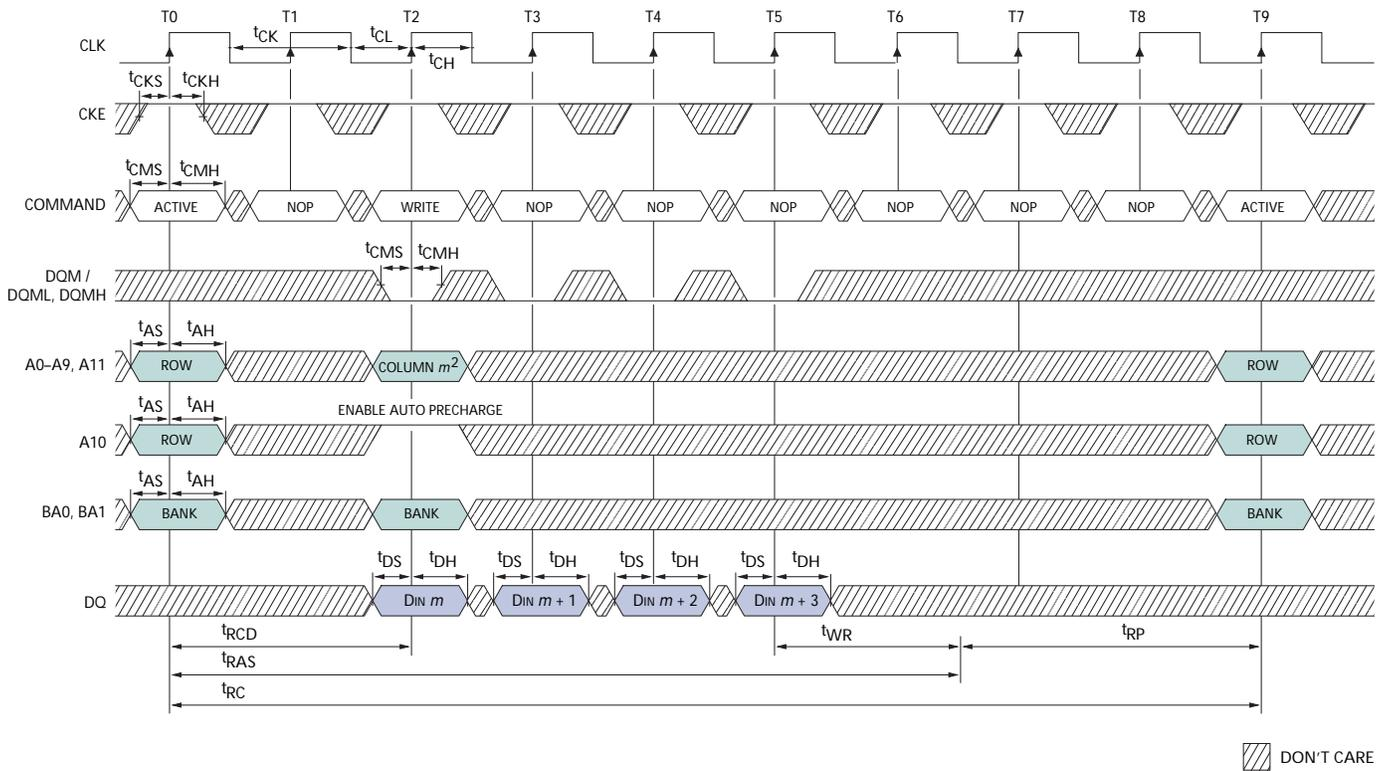 T0 T1 T2 T3 T4 T5 T6 T7 T8 T9
CLK tCK tCL tCH
tCKS tCKH
CKE
tCMS tCMH
COMMAND ACTIVE NOP WRITE NOP NOP NOP NOP NOP NOP ACTIVE
tCMS tCMH
DQM /
DQML, DQMH
tAS tAH
A0–A9, A11 ROW COLUMN m2 ROW
tAS tAH ENABLE AUTO PRECHARGE
A10 ROW ROW
tAS tAH
BA0, BA1 BANK BANK BANK
tDS tDH tDS tDH tDS tDH tDS tDH
DQ DIN m DIN m + 1 DIN m + 2 DIN m + 3
tRCD tWR tRP
tRAS
tRC
DON'T CARE